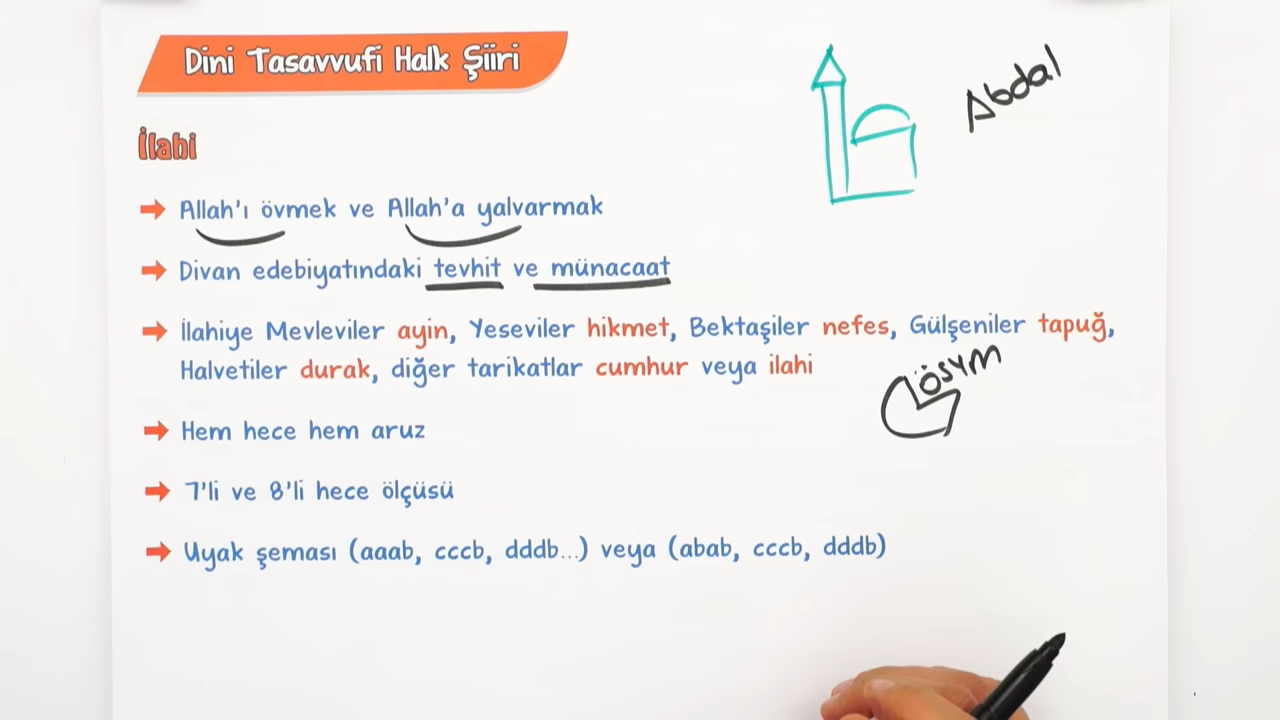 Dini Tasavvufi Halk Şiiri
Abdal
İlahi
→ Allah'ı övmek ve Allah'a yalvarmak
→ Divan edebiyatındaki tevhit ve münacaat
→ İlahiye Mevleviler ayin, Yeseviler hikmet, Bektaşiler nefes, Gülşeniler tapuğ,
Halvetiler durak, diğer tarikatlar cumhur veya ilahi
ÖSYM
→ Hem hece hem aruz
→ 7'li ve 8'li hece ölçüsü
→ Uyak şeması (aaab, cccb, dddb...) veya (abab, cccb, dddb)